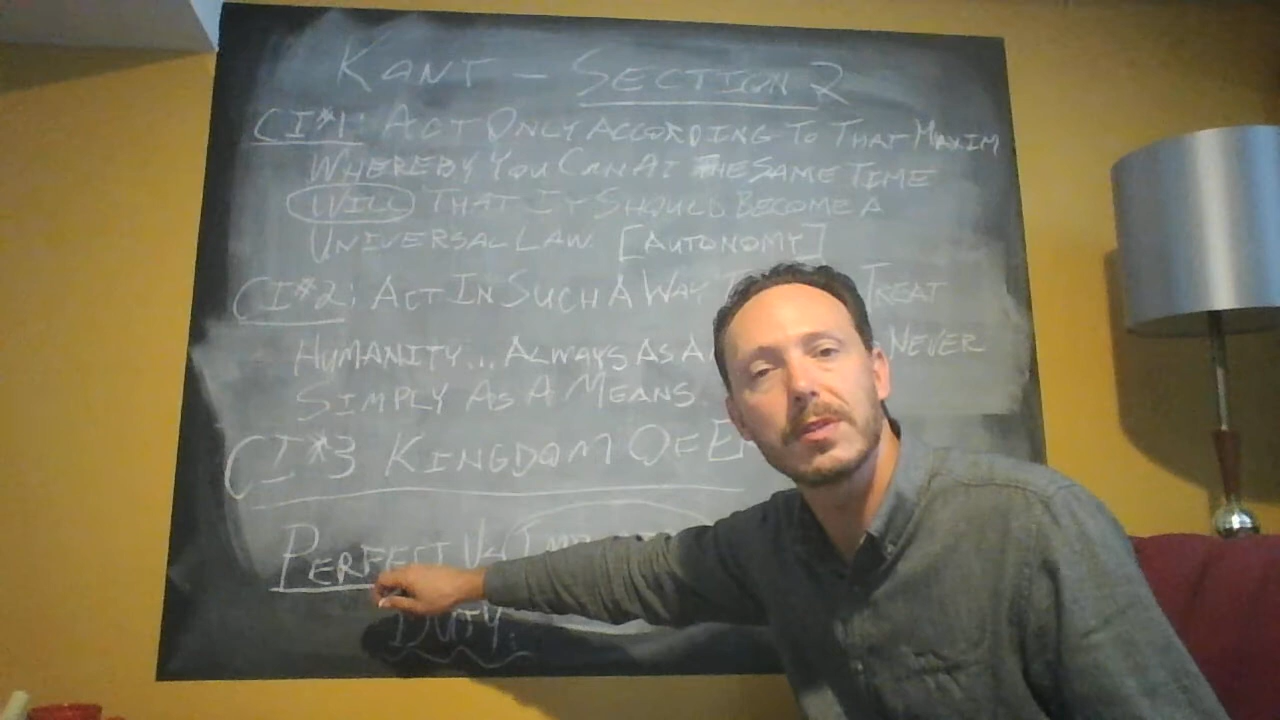 KANT – SECTION 2
CI#1: ACT ONLY ACCORDING TO THAT MAXIM
WHEREBY YOU CAN AT THE SAME TIME
WILL THAT IT SHOULD BECOME A
UNIVERSAL LAW [AUTONOMY]
CI#2: ACT IN SUCH A WAY TREAT
HUMANITY... ALWAYS AS A NEVER
SIMPLY AS A MEANS
CI#3 KINGDOM OF
PERFECT VS
DUTY